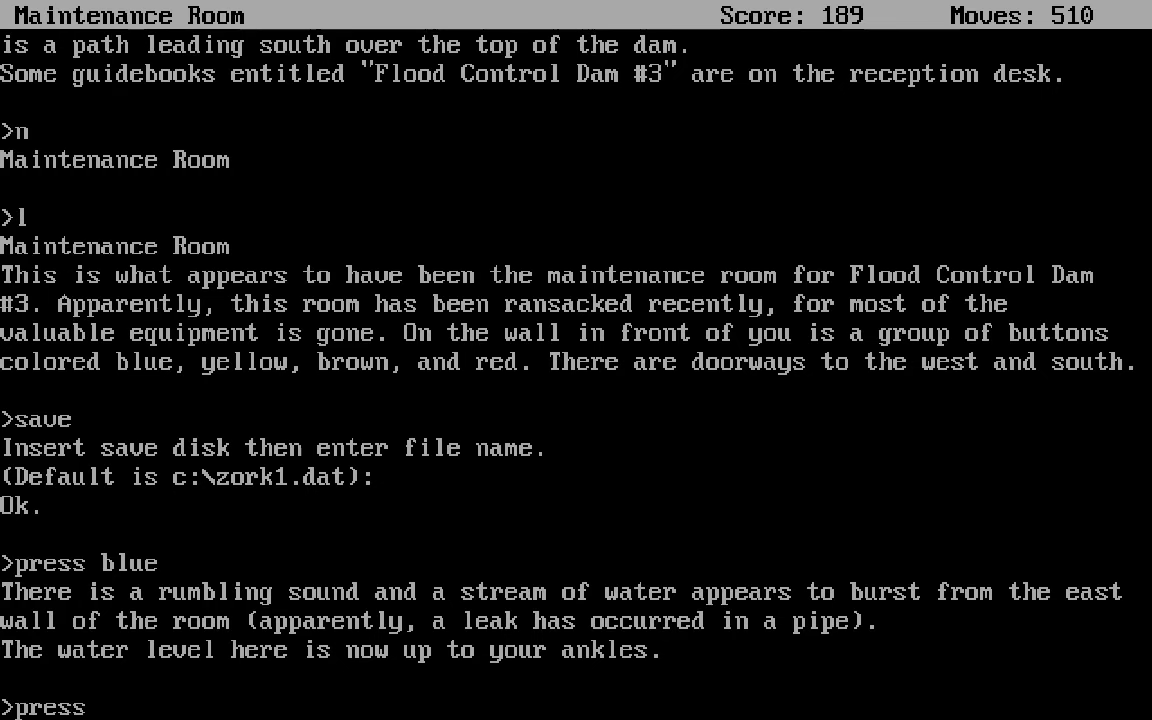 Maintenance Room Score: 189 Moves: 510
is a path leading south over the top of the dam.
Some guidebooks entitled "Flood Control Dam #3" are on the reception desk.
>n
Maintenance Room
>l
Maintenance Room
This is what appears to have been the maintenance room for Flood Control Dam
#3. Apparently, this room has been ransacked recently, for most of the
valuable equipment is gone. On the wall in front of you is a group of buttons
colored blue, yellow, brown, and red. There are doorways to the west and south.
>save
Insert save disk then enter file name.
(Default is c:\zork1.dat):
Ok.
>press blue
There is a rumbling sound and a stream of water appears to burst from the east
wall of the room (apparently, a leak has occurred in a pipe).
The water level here is now up to your ankles.
>press